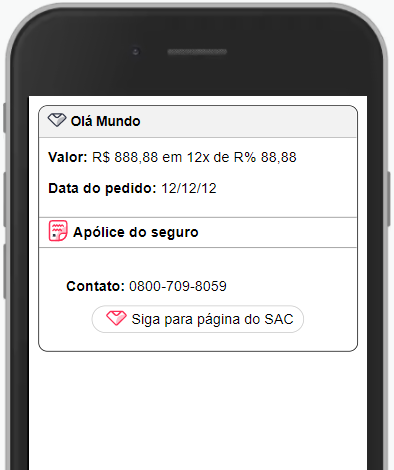 Olá Mundo
Valor: R$ 888,88 em 12x de R% 88,88
Data do pedido: 12/12/12
Apólice do seguro
Contato: 0800-709-8059
Siga para página do SAC